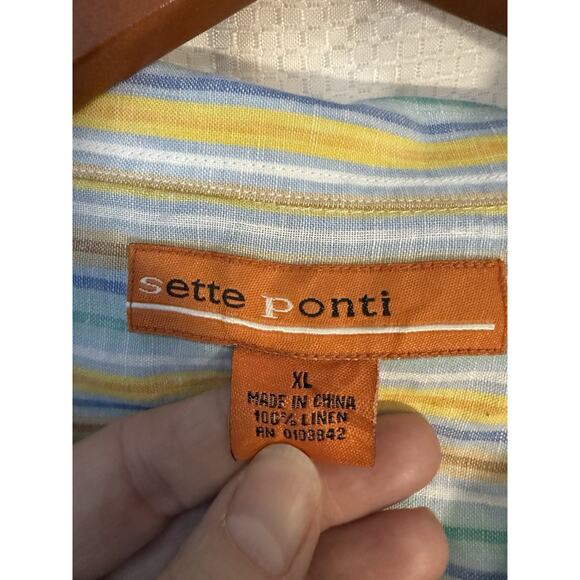 sette ponti
XL
MADE IN CHINA
100% LINEN
RN 0103842